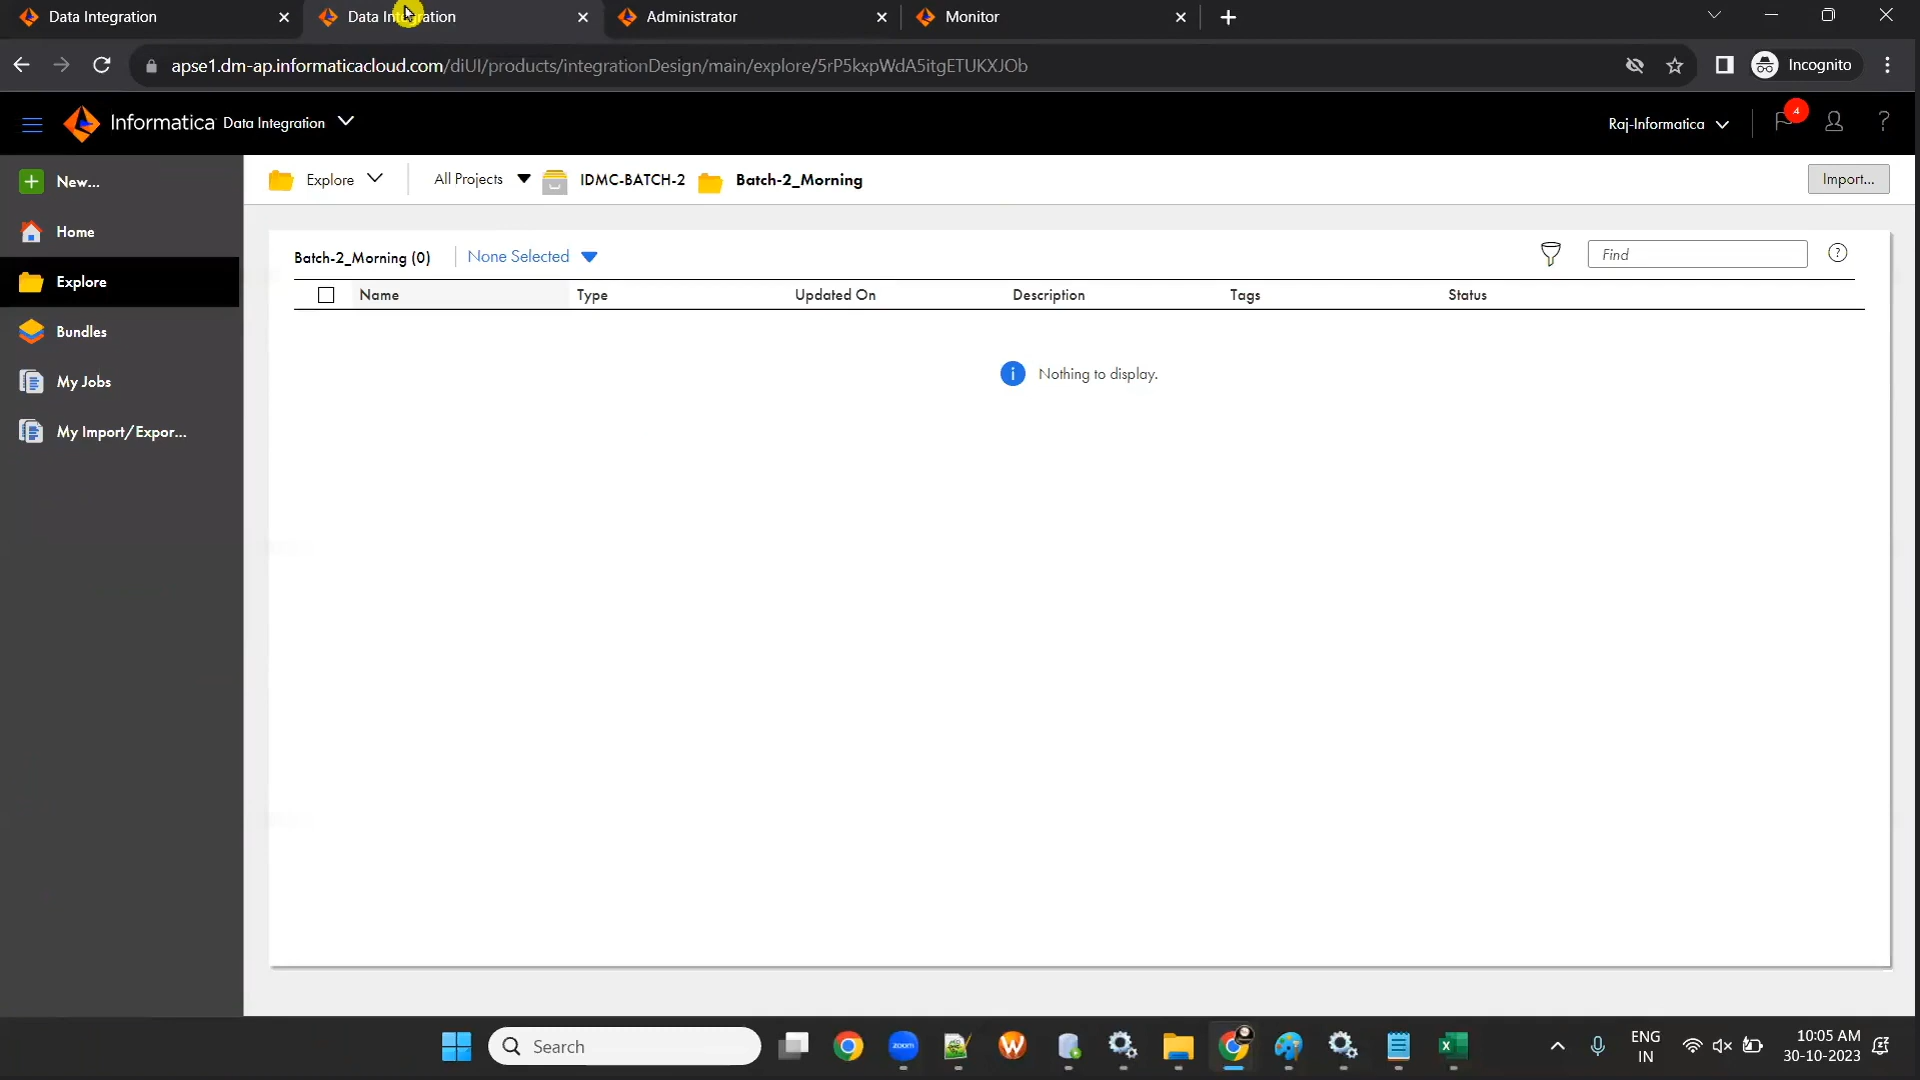 Data Integration
Data Integration
Administrator
Monitor
apse1.dm-ap.informaticacloud.com/diUI/products/integrationDesign/main/explore/5rP5kxpWdA5itgETUKXJOb
Incognito
Informatica Data Integration
Raj-Informatica
4
?
New...
Explore
All Projects
IDMC-BATCH-2
Batch-2_Morning
Import...
Home
Explore
Bundles
My Jobs
My Import/Expor...
Batch-2_Morning (0)
None Selected
Find
?
Name
Type
Updated On
Description
Tags
Status
i Nothing to display.
Search
zoom
W
ENG
IN
10:05 AM
30-10-2023